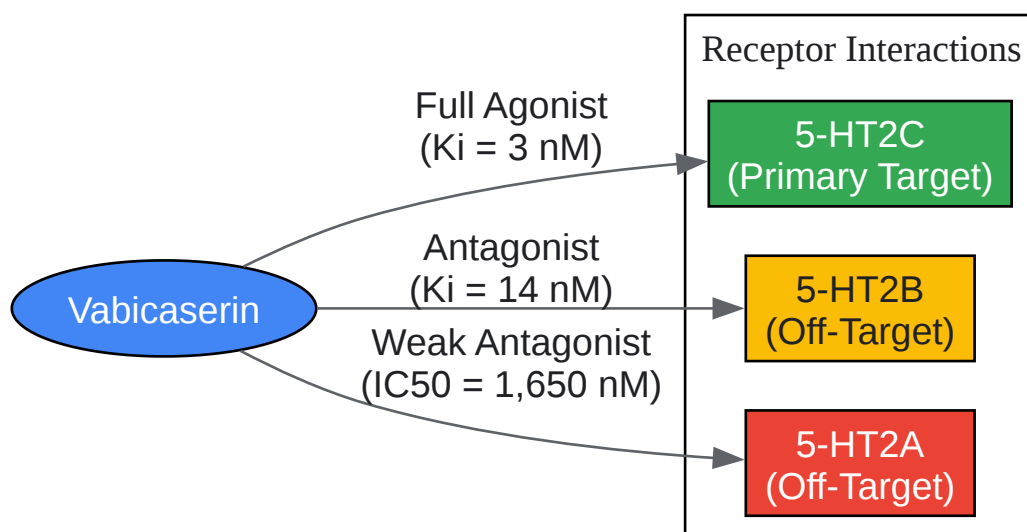 Receptor Interactions
Full Agonist
(Ki = 3 nM)
5-HT2C
(Primary Target)
Vabicaserin
Antagonist
(Ki = 14 nM)
5-HT2B
(Off-Target)
Weak Antagonist
(IC50 = 1,650 nM)
5-HT2A
(Off-Target)